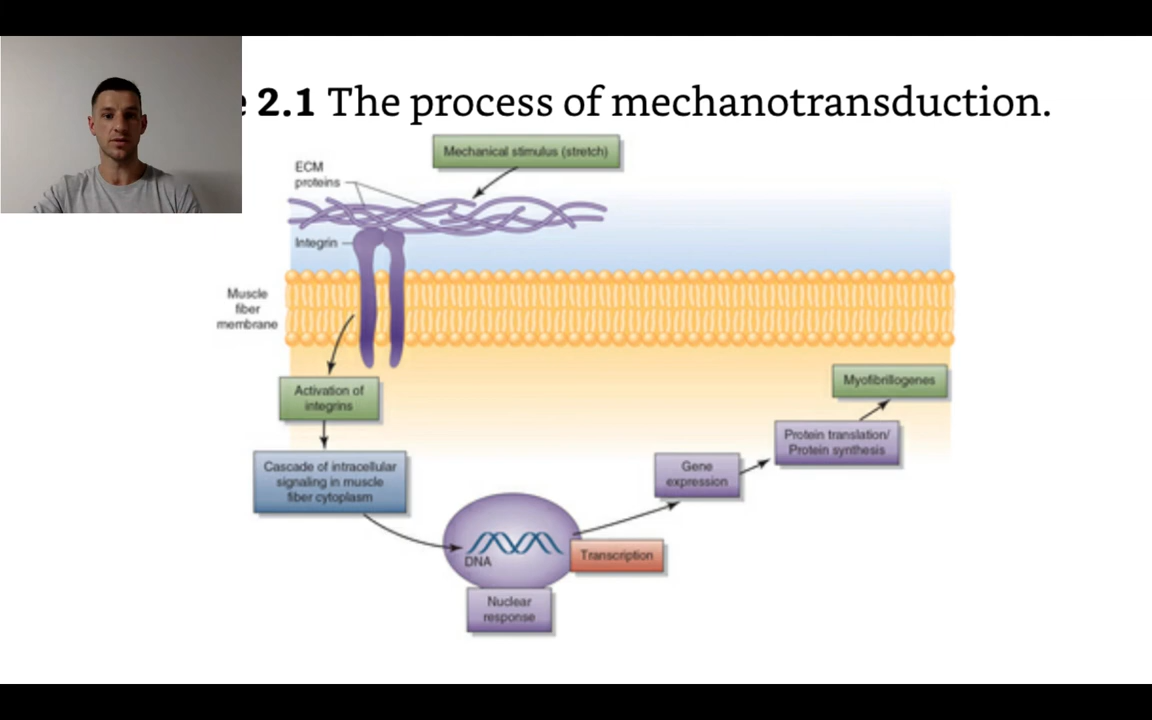 2.1 The process of mechanotransduction.
Mechanical stimulus (stretch)
ECM
proteins
Integrin
Muscle
fiber
membrane
Activation of
integrins
Cascade of intracellular
signaling in muscle
fiber cytoplasm
DNA
Nuclear
response
Transcription
Gene
expression
Protein translation/
Protein synthesis
Myofibrillogenes